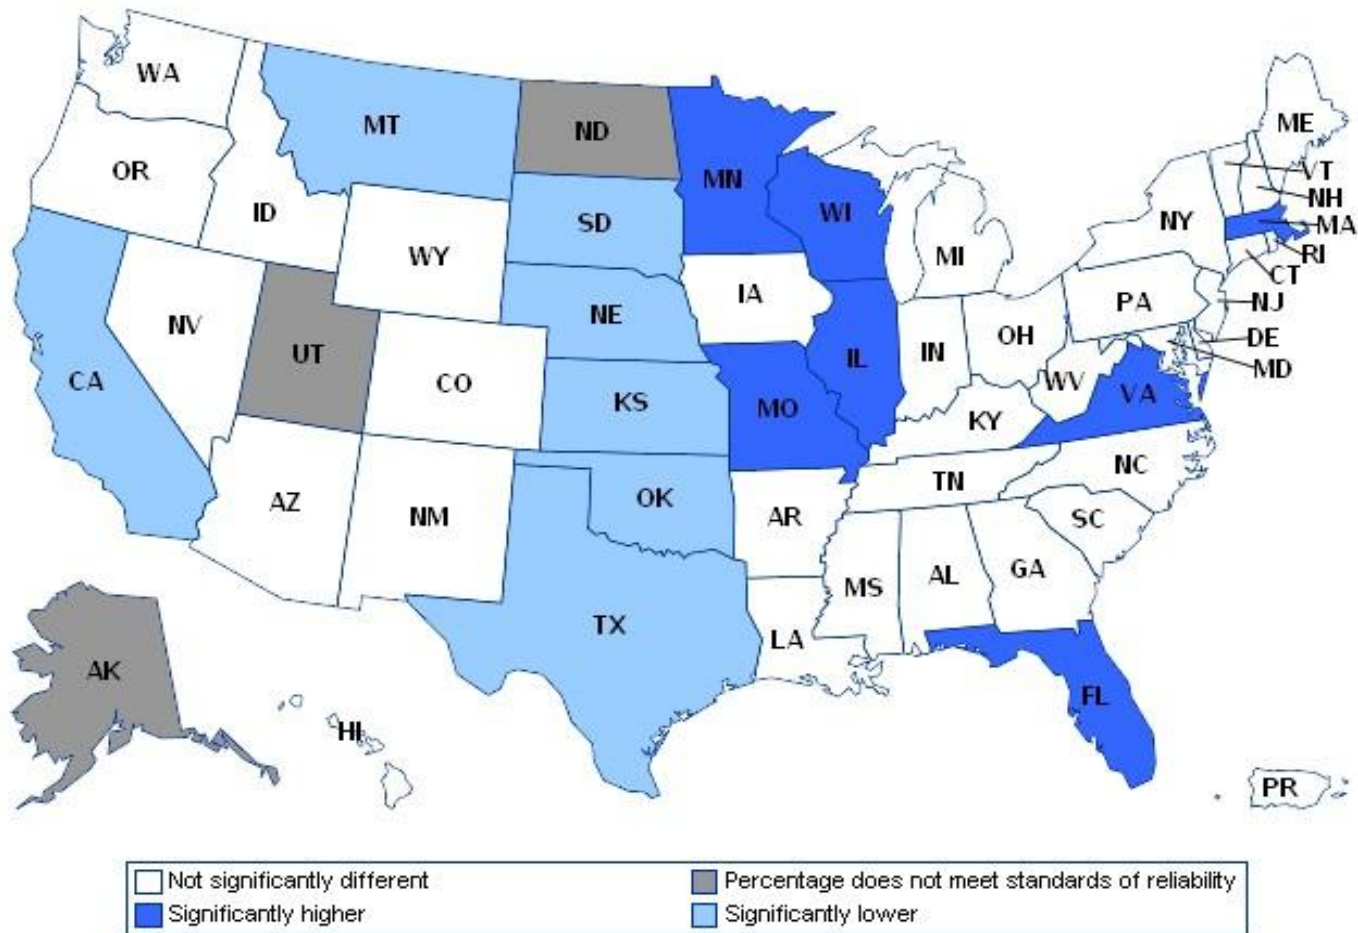 WA
MT
ND
ME
OR
MN
VT
ID
SD
WI
NH
NY
MA
WY
MI
RI
IA
CT
NV
NE
PA
NJ
UT
IN
OH
DE
CA
CO
IL
MD
KS
MO
WV
VA
KY
NC
TN
AZ
NM
OK
AR
SC
MS
AL
GA
TX
LA
AK
FL
HI
PR
Not significantly different
Percentage does not meet standards of reliability
Significantly higher
Significantly lower